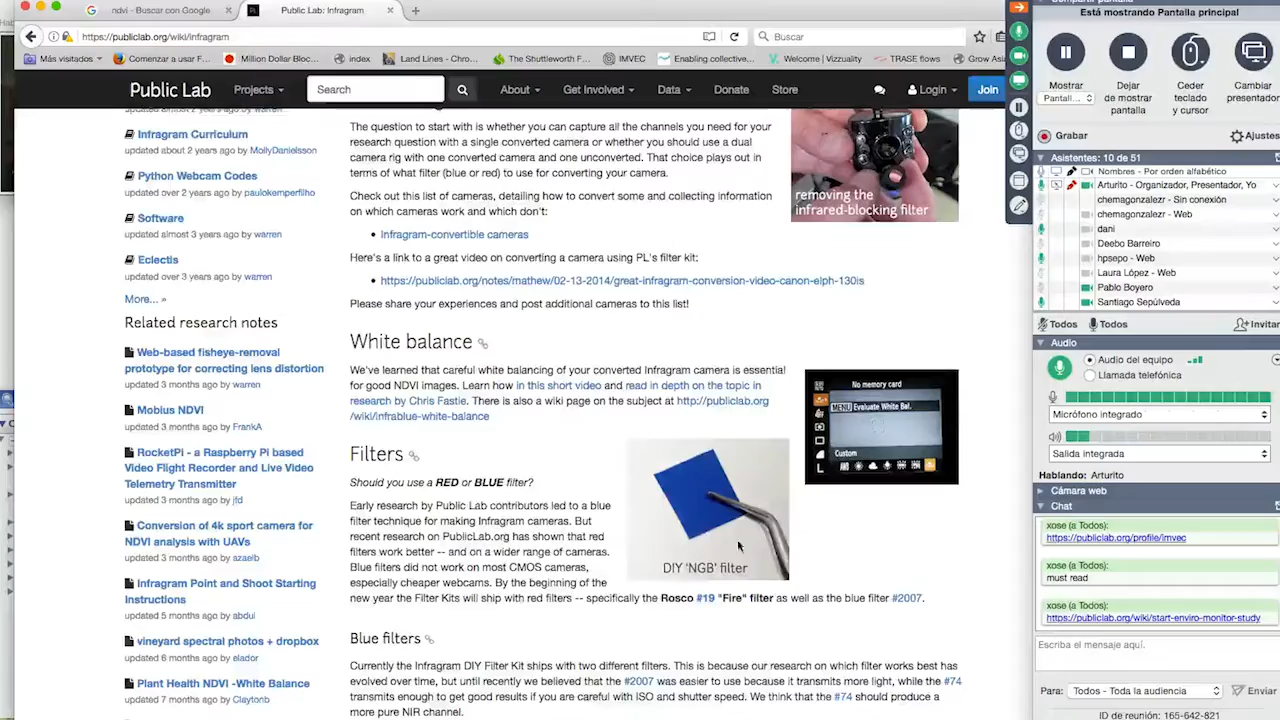 ndvi - Buscar con Google
Public Lab: Infragram
https://publiclab.org/wiki/infragram
Buscar
Más visitados
Comenzar a usar F...
Million Dollar Bloc...
index
Land Lines - Chro...
The Shuttleworth F...
IMVEC
Enabling collective...
Welcome | Vizzuality
TRASE flows
Grow Asia
Public Lab
Projects
Search
About
Get Involved
Data
Donate
Store
Login
Join
Infragram Curriculum
updated about 2 years ago by MollyDanielsson
Python Webcam Codes
updated over 2 years ago by paulokemperfilho
Software
updated almost 3 years ago by warren
Eclectis
updated over 3 years ago by warren
More... »
Related research notes
Web-based fisheye-removal
prototype for correcting lens distortion
updated 3 months ago by warren
Mobius NDVI
updated 3 months ago by FrankA
RocketPi - a Raspberry Pi based
Video Flight Recorder and Live Video
Telemetry Transmitter
updated 3 months ago by jfd
Conversion of 4k sport camera for
NDVI analysis with UAVs
updated 3 months ago by azaelb
Infragram Point and Shoot Starting
Instructions
updated 5 months ago by abdul
vineyard spectral photos + dropbox
updated 6 months ago by elador
Plant Health NDVI -White Balance
updated 7 months ago by Claytonb
The question to start with is whether you can capture all the channels you need for your
research question with a single converted camera or whether you should use a dual
camera rig with one converted camera and one unconverted. That choice plays out in
terms of what filter (blue or red) to use for converting your camera.
Check out this list of cameras, detailing how to convert some and collecting information
on which cameras work and which don't:
• Infragram-convertible cameras
Here's a link to a great video on converting a camera using PL's filter kit:
• https://publiclab.org/notes/mathew/02-13-2014/great-infragram-conversion-video-canon-elph-130is
Please share your experiences and post additional cameras to this list!
removing the
infrared-blocking filter
White balance
We've learned that careful white balancing of your converted Infragram camera is essential
for good NDVI images. Learn how in this short video and read in depth on the topic in
research by Chris Fastie. There is also a wiki page on the subject at http://publiclab.org
/wiki/infrablue-white-balance
No memory card
MENU Evaluate White Bal.
Custom
Filters
Should you use a RED or BLUE filter?
Early research by Public Lab contributors led to a blue
filter technique for making Infragram cameras. But
recent research on PublicLab.org has shown that red
filters work better -- and on a wider range of cameras.
Blue filters did not work on most CMOS cameras,
especially cheaper webcams. By the beginning of the
new year the Filter Kits will ship with red filters -- specifically the Rosco #19 "Fire" filter as well as the blue filter #2007.
DIY 'NGB' filter
Blue filters
Currently the Infragram DIY Filter Kit ships with two different filters. This is because our research on which filter works best has
evolved over time, but until recently we believed that the #2007 was easier to use because it transmits more light, while the #74
transmits enough to get good results if you are careful with ISO and shutter speed. We think that the #74 should produce a
more pure NIR channel.
Está mostrando Pantalla principal
Mostrar
Pantall...
Dejar
de mostrar
pantalla
Ceder
teclado
y cursor
Cambiar
presentador
Grabar
Ajustes
Asistentes: 10 de 51
Nombres - Por orden alfabético
Arturito - Organizador, Presentador, Yo
chemagonzalezr - Sin conexión
chemagonzalezr - Web
dani
Deebo Barreiro
hpsepo - Web
Laura López - Web
Pablo Boyero
Santiago Sepúlveda
Todos
Todos
Invitar
Audio
Audio del equipo
Llamada telefónica
Micrófono integrado
Salida integrada
Hablando: Arturito
Cámara web
Chat
xose (a Todos):
https://publiclab.org/profile/imvec
xose (a Todos):
must read
xose (a Todos):
https://publiclab.org/wiki/start-enviro-monitor-study
Escriba el mensaje aquí.
Para:
Todos - Toda la audiencia
Enviar
ID de reunión: 165-642-821